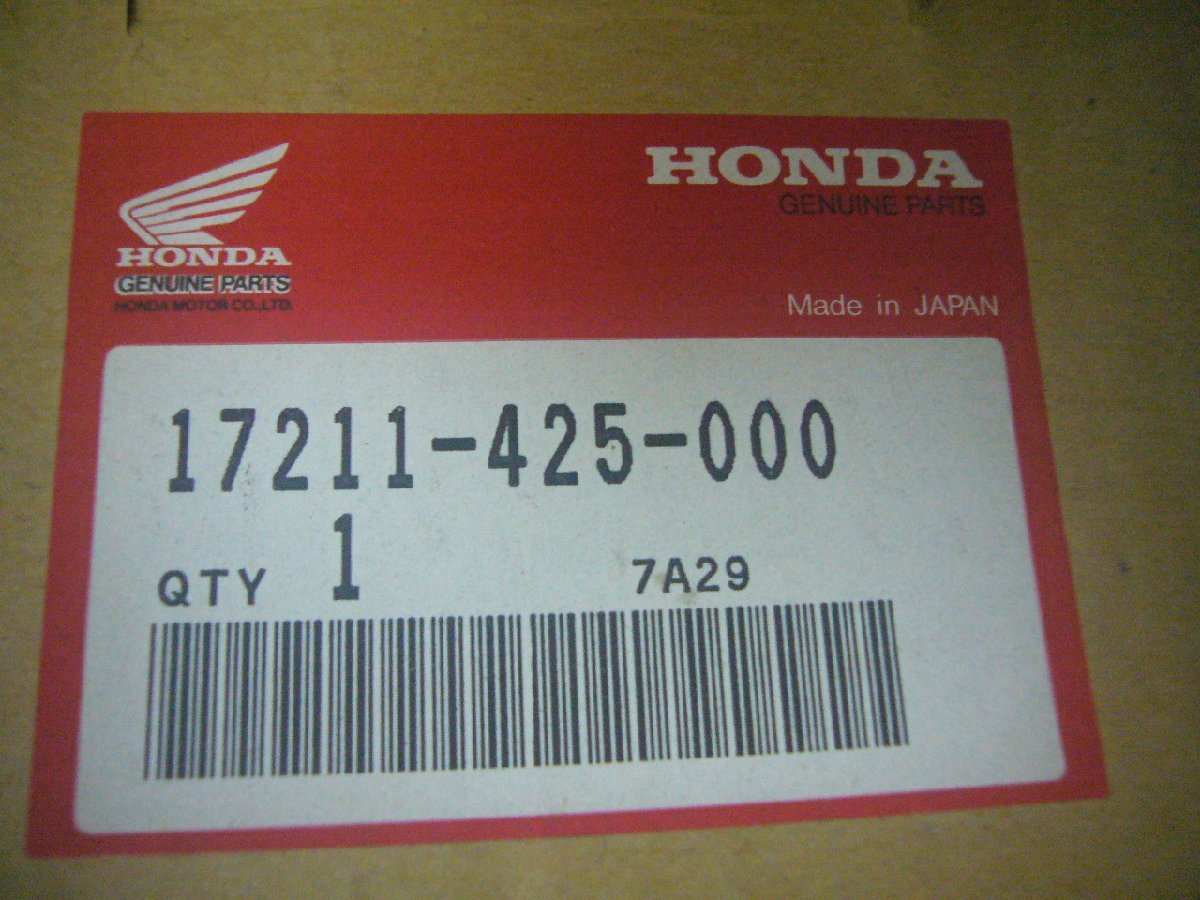 HONDA
GENUINE PARTS
HONDA MOTOR CO., LTD.
HONDA
GENUINE PARTS
Made in JAPAN
17211-425-000
QTY 1 7A29